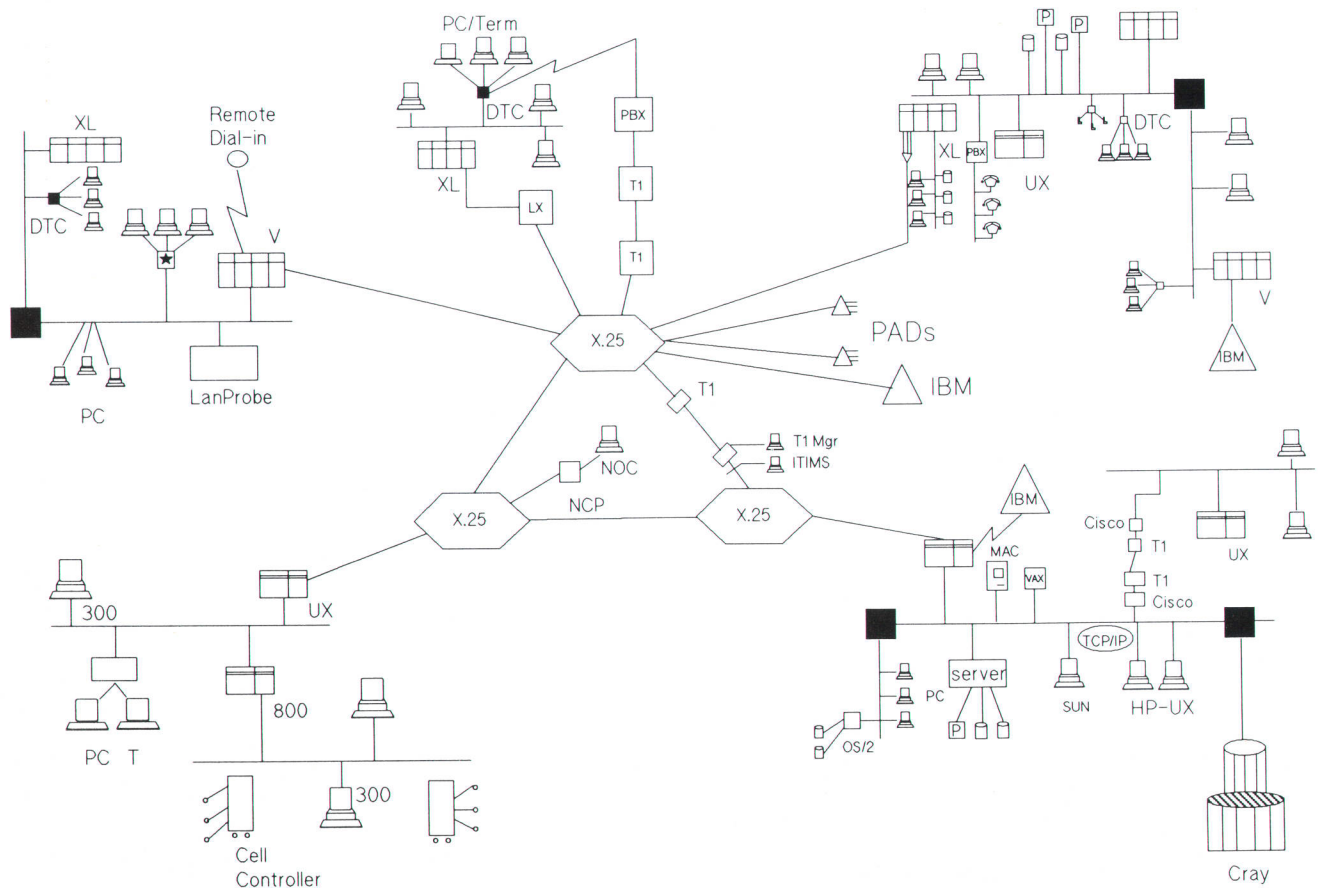 PC/Term
DTC
XL
LX
PBX
T1
T1
Remote
Dial-in
XL
DTC
V
PC
LanProbe
P
P
XL
PBX
UX
DTC
V
IBM
X.25
PADs
IBM
T1
T1 Mgr
ITIMS
NOC
NCP
X.25
X.25
UX
300
PC T
800
300
Cell
Controller
IBM
MAC
VAX
Cisco
T1
T1
Cisco
UX
TCP/IP
server
P
PC
OS/2
SUN
HP-UX
Cray